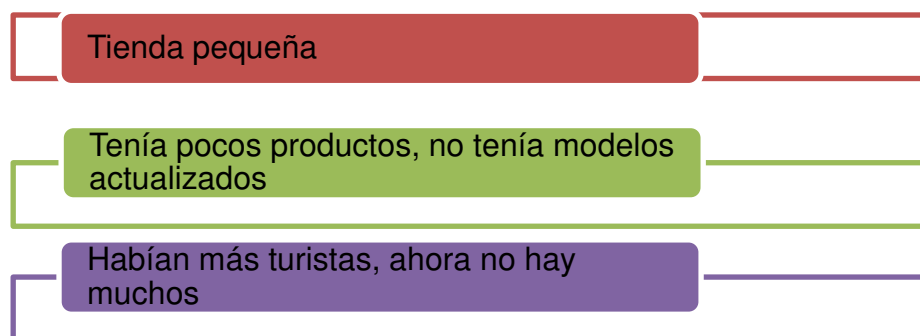 Tienda pequeña
Tenía pocos productos, no tenía modelos
actualizados
Habían más turistas, ahora no hay
muchos